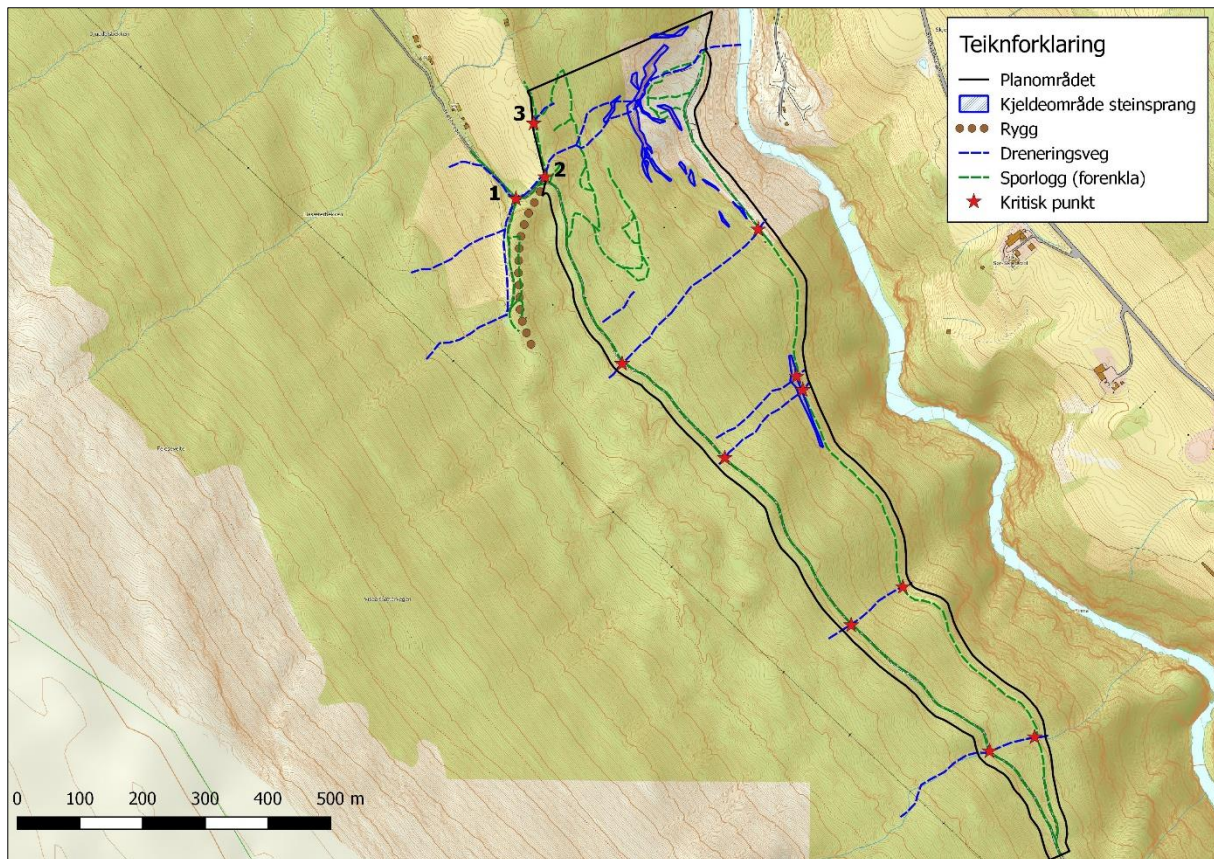 Teiknforklaring
Planområdet
Kjeldeområde steinsprang
Rygg
Dreneringsveg
Sporlogg (forenkla)
Kritisk punkt
3
2
1
0 100 200 300 400 500 m